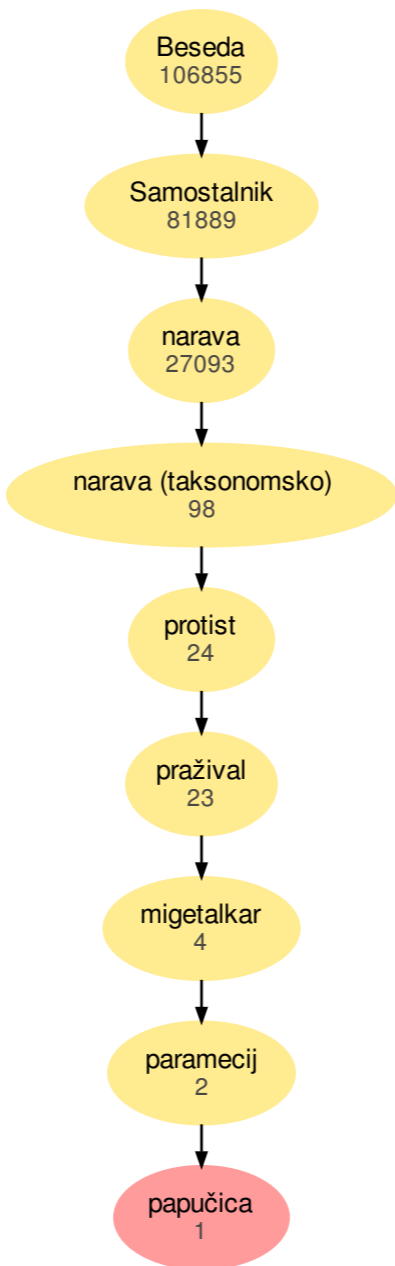 Beseda
106855
Samostalnik
81889
narava
27093
narava (taksonomsko)
98
protist
24
pražival
23
migetalkar
4
paramecij
2
papučica
1